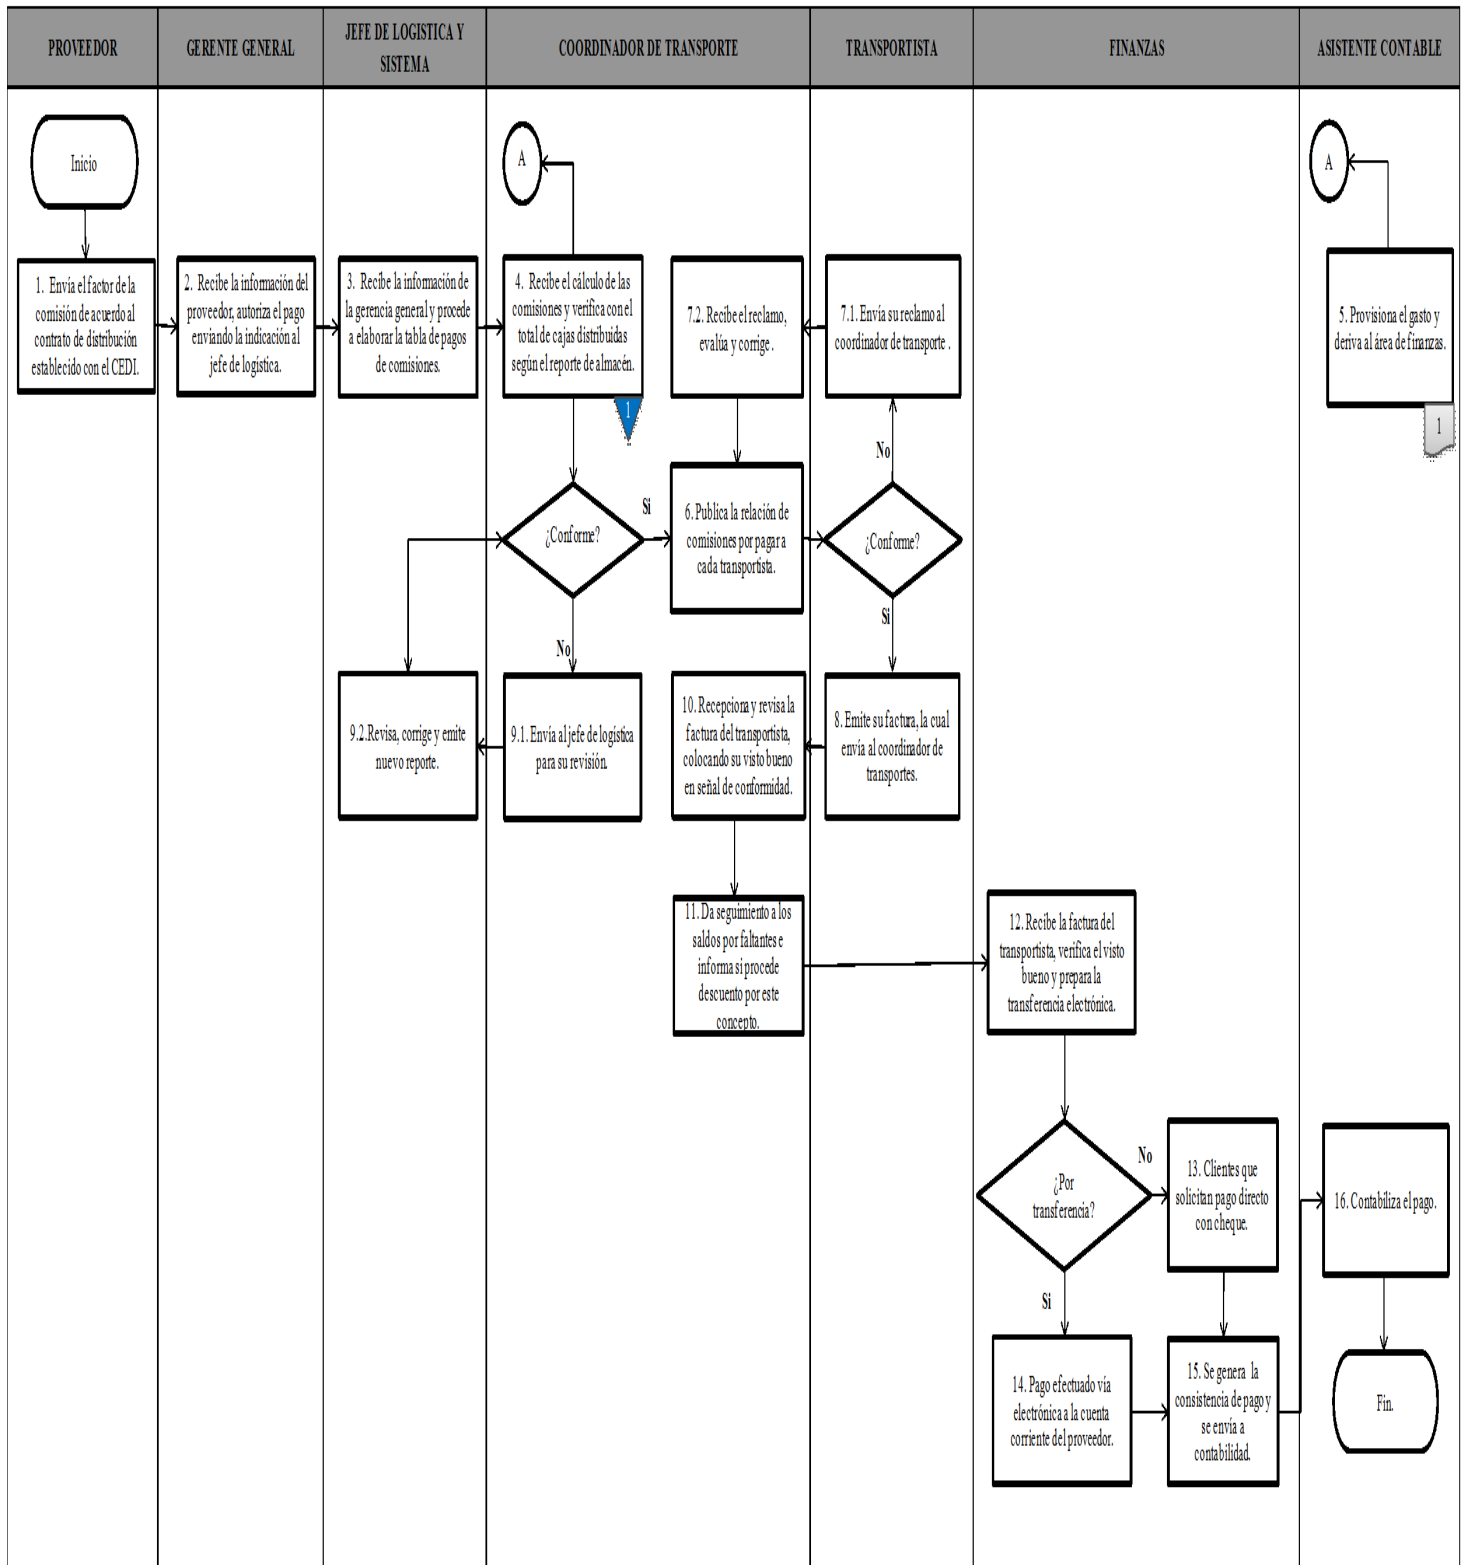 PROVEEDOR
GERENTE GENERAL
JEFE DE LOGISTICA Y
SISTEMA
COORDINADOR DE TRANSPORTE
TRANSPORTISTA
FINANZAS
ASISTENTE CONTABLE
Inicio
A
A
1. Envía el factor de la
comisión de acuerdo al
contrato de distribución
establecido con el CEDI.
2. Recibe la información del
proveedor, autoriza el pago
enviando la indicación al
jefe de logística.
3. Recibe la información de
la gerencia general y procede
a elaborar la tabla de pagos
de comisiones.
4. Recibe el cálculo de las
comisiones y verifica con el
total de cajas distribuidas
según el reporte de almacén.
1
7.2. Recibe el reclamo,
evalúa y corrige .
7.1. Envía su reclamo al
coordinador de transporte .
5. Provisiona el gasto y
deriva al área de finanzas.
1
No
Si
¿Conforme?
6. Publica la relación de
comisiones por pagar a
cada transportista.
¿Conforme?
Si
No
9.2.Revisa, corrige y emite
nuevo reporte.
9.1. Envía al jefe de logística
para su revisión.
10. Recepciona y revisa la
factura del transportista,
colocando su visto bueno
en señal de conformidad.
8. Emite su factura, la cual
envía al coordinador de
transportes.
11. Da seguimiento a los
saldos por faltantes e
informa si procede
descuento por este
concepto.
12. Recibe la factura del
transportista, verifica el visto
bueno y prepara la
transferencia electrónica.
¿Por
transferencia?
No
13. Clientes que
solicitan pago directo
con cheque.
16. Contabiliza el pago.
Si
14. Pago efectuado vía
electrónica a la cuenta
corriente del proveedor.
15. Se genera la
consistencia de pago y
se envía a
contabilidad.
Fin.